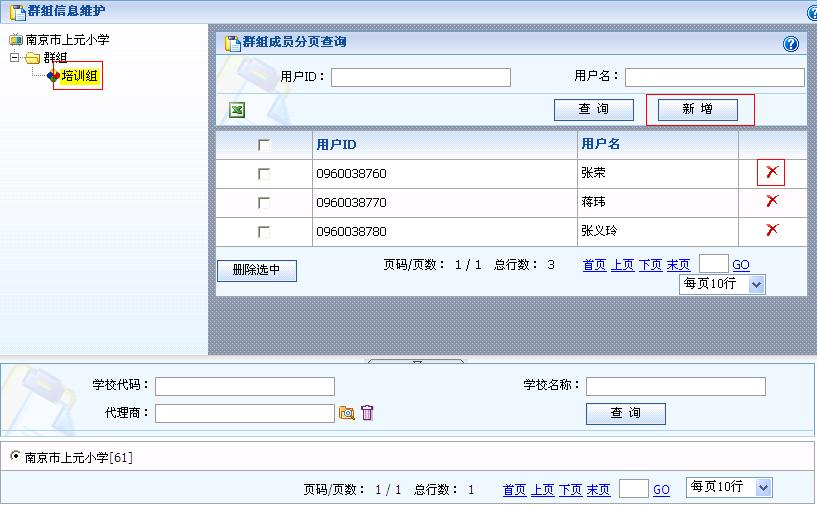 群组信息维护
南京市上元小学
群组
培训组
群组成员分页查询
用户ID：
用户名：
查 询
新 增
用户ID
用户名
0960038760
张荣
0960038770
蒋玮
0960038780
张义玲
删除选中
页码/页数： 1 / 1 总行数： 3 首页 上页 下页 末页 GO
每页10行
学校代码：
学校名称：
代理商：
查 询
南京市上元小学[61]
页码/页数： 1 / 1 总行数： 1 首页 上页 下页 末页 GO 每页10行